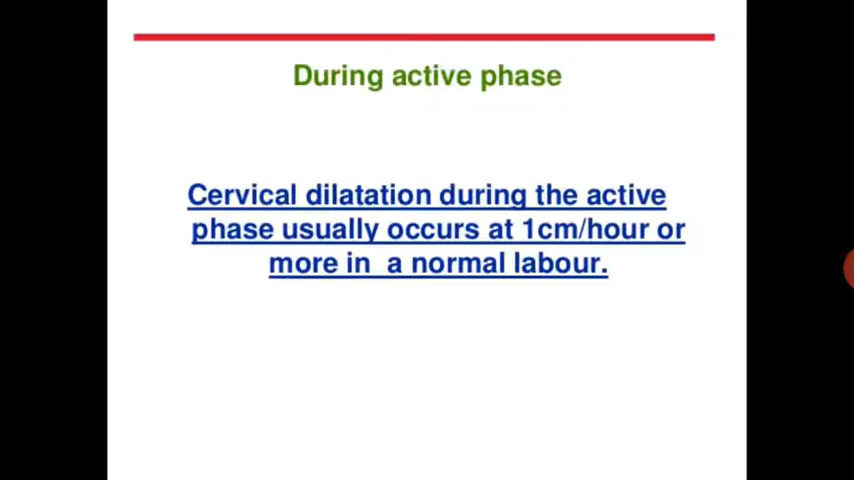 During active phase
Cervical dilatation during the active
phase usually occurs at 1cm/hour or
more in a normal labour.